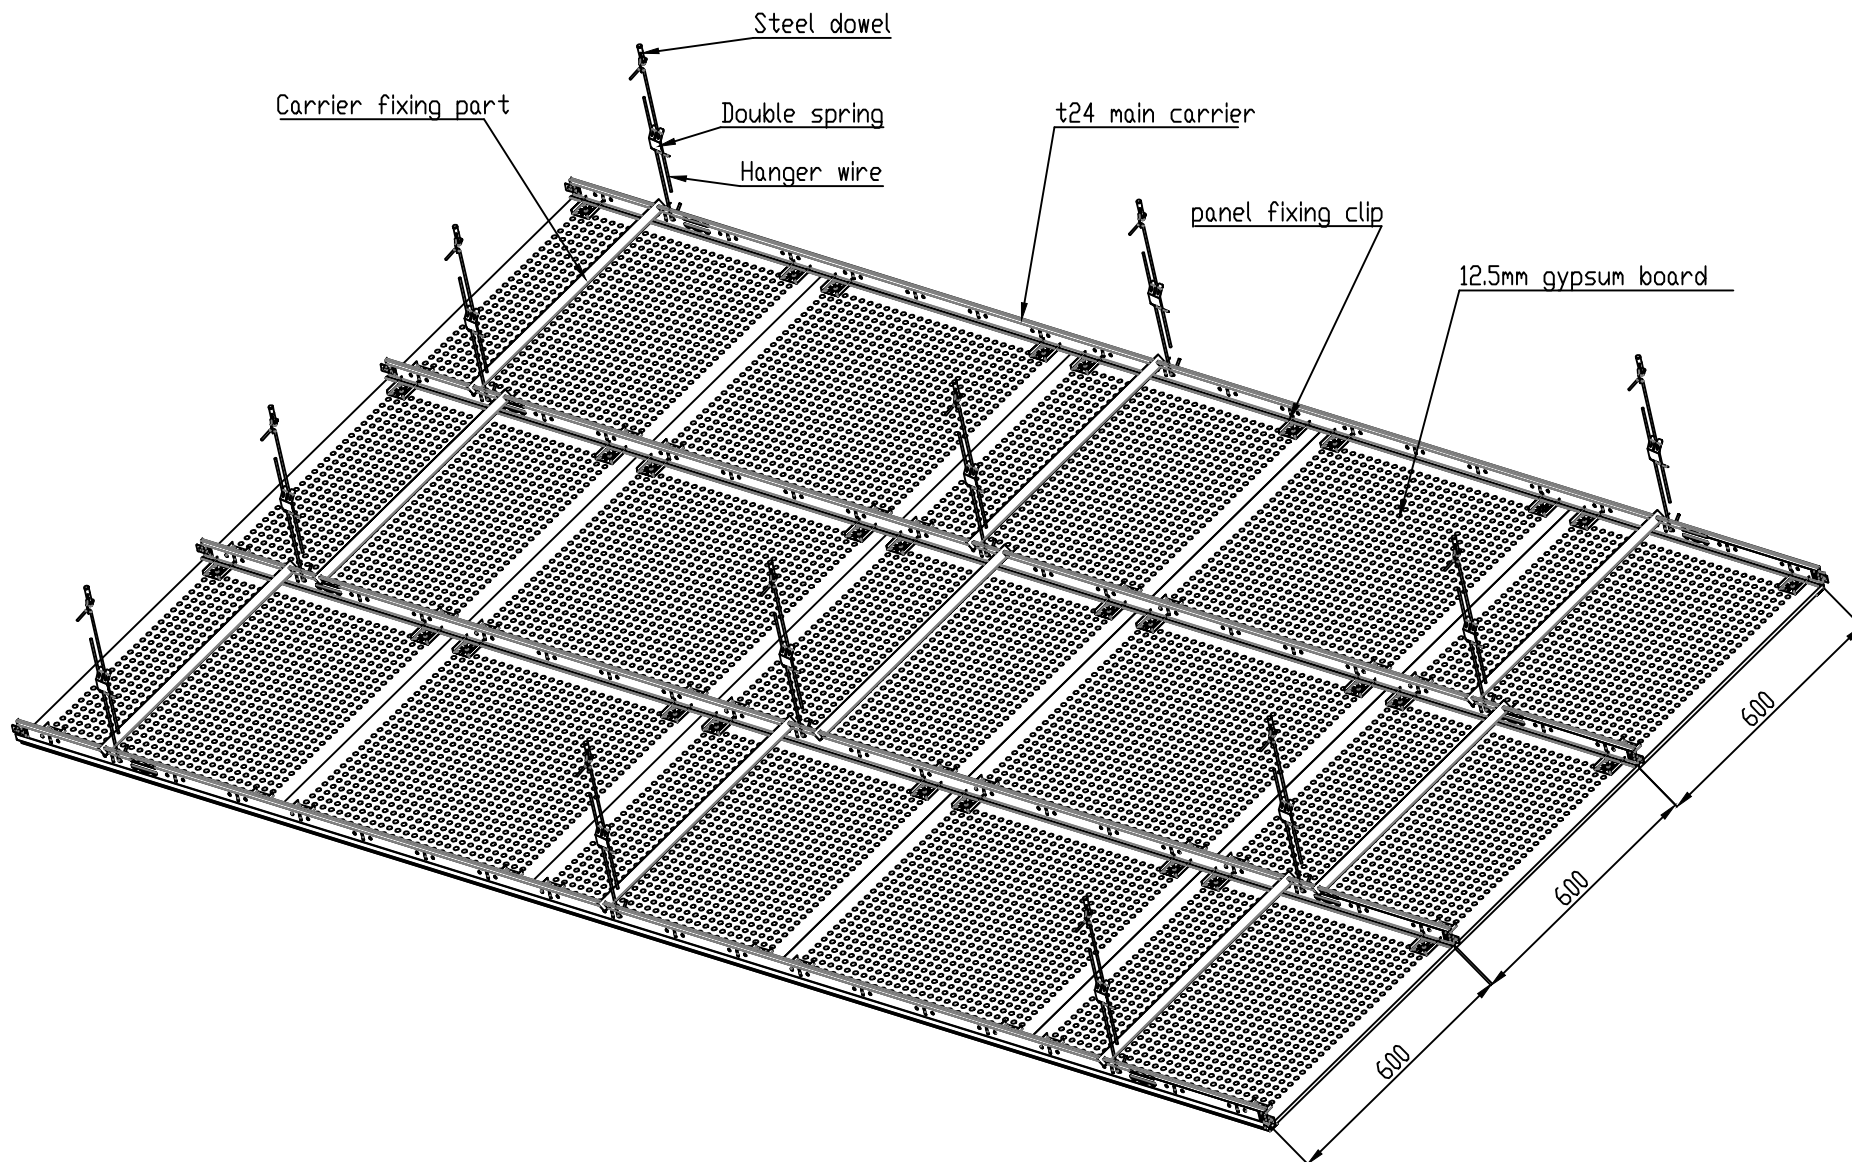 Steel dowel
Carrier fixing part
Double spring
t24 main carrier
Hanger wire
panel fixing clip
12.5mm gypsum board
600
600
600